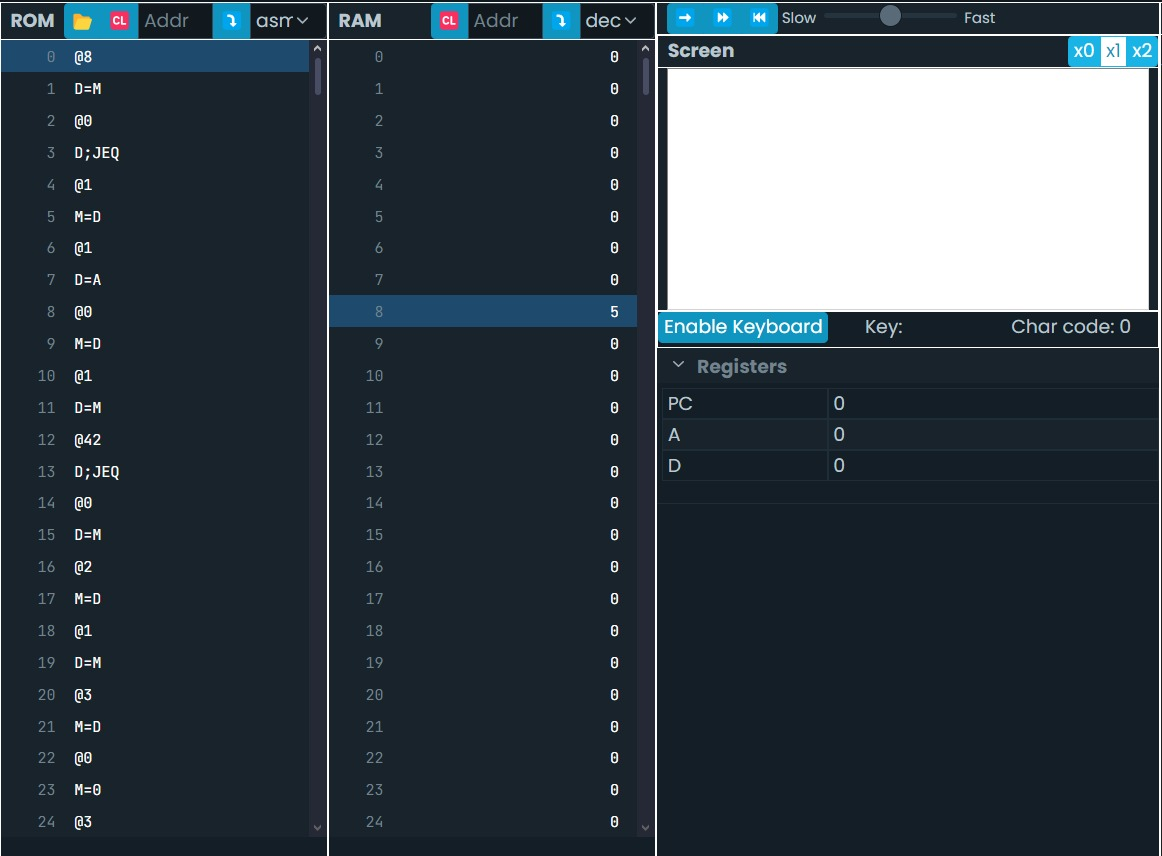 ROM CL Addr asm
0 @8
1 D=M
2 @0
3 D;JEQ
4 @1
5 M=D
6 @1
7 D=A
8 @0
9 M=D
10 @1
11 D=M
12 @42
13 D;JEQ
14 @0
15 D=M
16 @2
17 M=D
18 @1
19 D=M
20 @3
21 M=D
22 @0
23 M=0
24 @3
RAM CL Addr dec
0 0
1 0
2 0
3 0
4 0
5 0
6 0
7 0
8 5
9 0
10 0
11 0
12 0
13 0
14 0
15 0
16 0
17 0
18 0
19 0
20 0
21 0
22 0
23 0
24 0
Slow Fast
Screen x0 x1 x2
Enable Keyboard Key: Char code: 0
Registers
PC 0
A 0
D 0